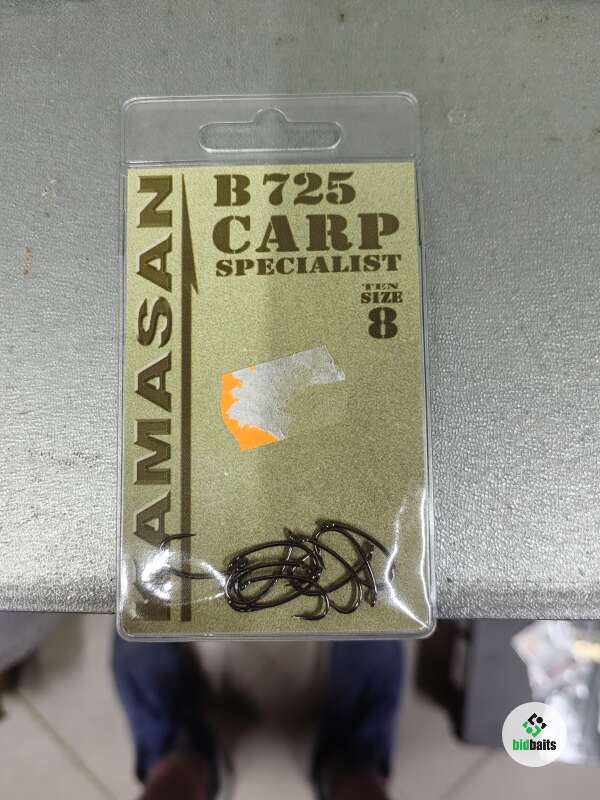 KAMASAN
B 725
CARP
SPECIALIST
TEN
SIZE
8
bidbaits